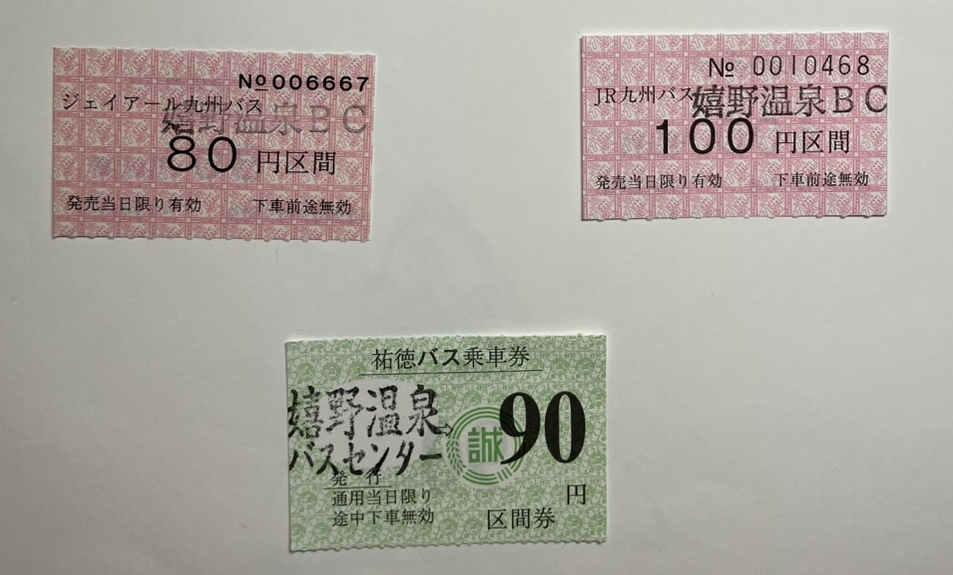 №006667
ジェイアール九州バス
嬉野温泉BC
80円区間
発売当日限り有効 下車前途無効
№ 0010468
JR九州バス
嬉野温泉BC
100円区間
発売当日限り有効 下車前途無効
祐徳バス乗車券
嬉野温泉
バスセンター
発行
誠
90
円
通用当日限り
途中下車無効
区間券